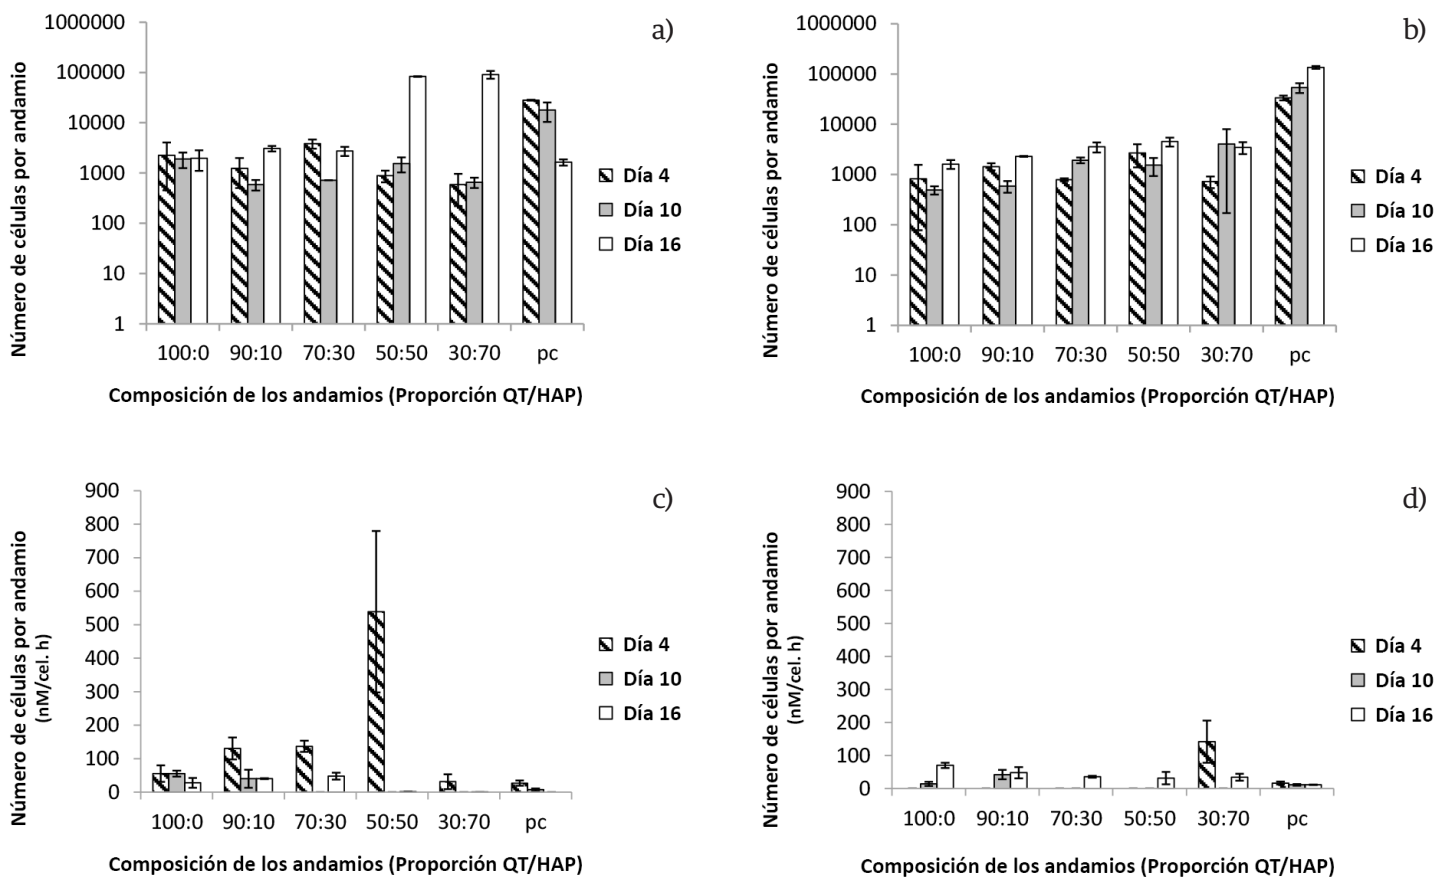 a)
Número de células por andamio
1000000
100000
10000
1000
100
10
1
100:0 90:10 70:30 50:50 30:70 pc
Composición de los andamios (Proporción QT/HAP)
Día 4
Día 10
Día 16
b)
Número de células por andamio
1000000
100000
10000
1000
100
10
1
100:0 90:10 70:30 50:50 30:70 pc
Composición de los andamios (Proporción QT/HAP)
Día 4
Día 10
Día 16
c)
Número de células por andamio
(nM/cel. h)
900
800
700
600
500
400
300
200
100
0
100:0 90:10 70:30 50:50 30:70 pc
Composición de los andamios (Proporción QT/HAP)
Día 4
Día 10
Día 16
d)
Número de células por andamio
(nM/cel. h)
900
800
700
600
500
400
300
200
100
0
100:0 90:10 70:30 50:50 30:70 pc
Composición de los andamios (Proporción QT/HAP)
Día 4
Día 10
Día 16